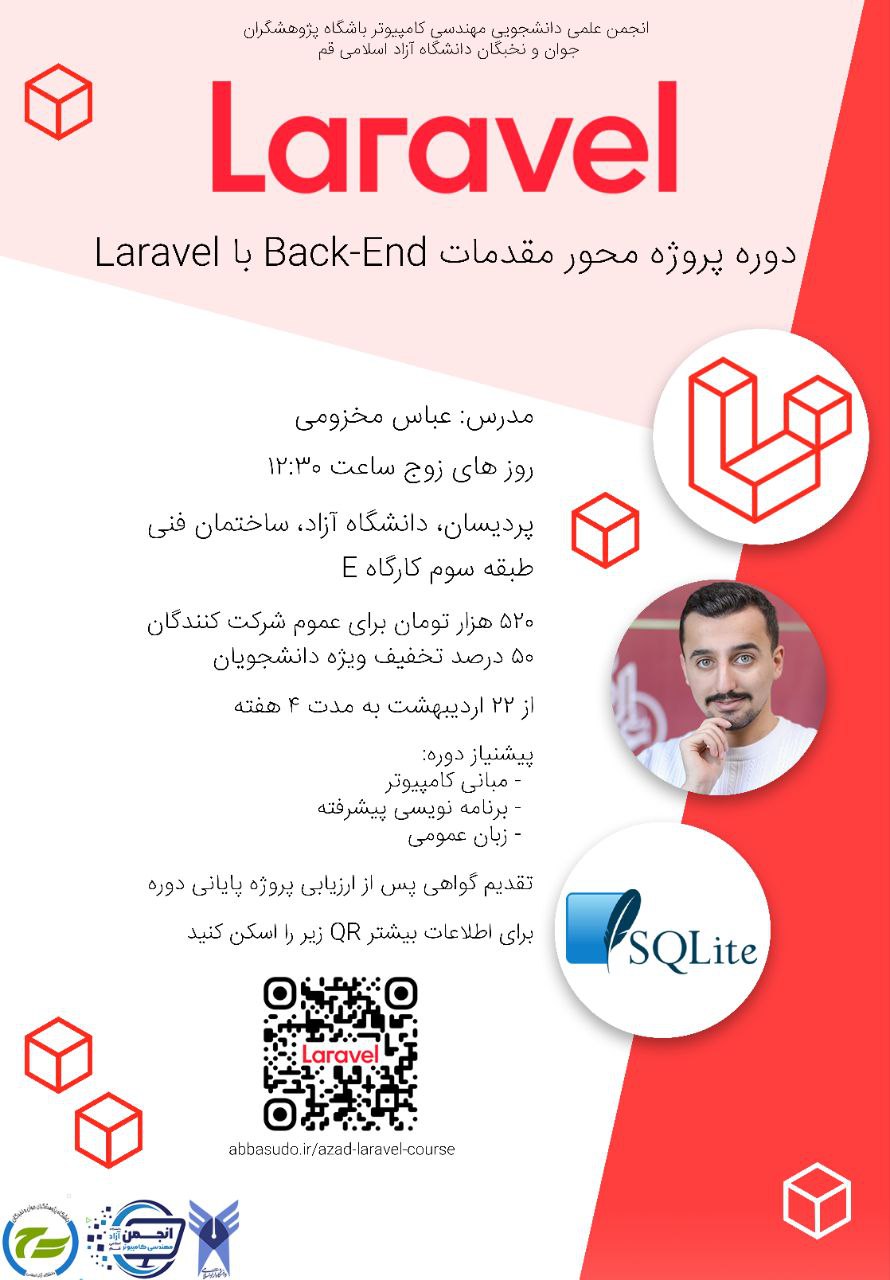 انجمن علمی دانشجویی مهندسی کامپیوتر باشگاه پژوهشگران
جوان و نخبگان دانشگاه آزاد اسلامی قم
Laravel
دوره پروژه محور مقدمات Back-End با Laravel
مدرس: عباس مخزومی
روز های زوج ساعت ۱۲:۳۰
پردیسان، دانشگاه آزاد، ساختمان فنی
طبقه سوم کارگاه E
۵۲۰ هزار تومان برای عموم شرکت کنندگان
۵۰ درصد تخفیف ویژه دانشجویان
از ۲۲ اردیبهشت به مدت ۴ هفته
پیشنیاز دوره:
- مبانی کامپیوتر
- برنامه نویسی پیشرفته
- زبان عمومی
تقدیم گواهی پس از ارزیابی پروژه پایانی دوره
برای اطلاعات بیشتر QR زیر را اسکن کنید
SQLite
Laravel
abbasudo.ir/azad-laravel-course
انجمن
مهندسی کامپیوتر